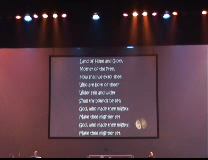 Land of Hope and Glory,
Mother of the Free,
How shall we extol thee,
Who are born of thee?
Wider still and wider
Shall thy bounds be set;
God, who made thee mighty,
Make thee mightier yet,
God, who made thee mighty,
Make thee mightier yet.